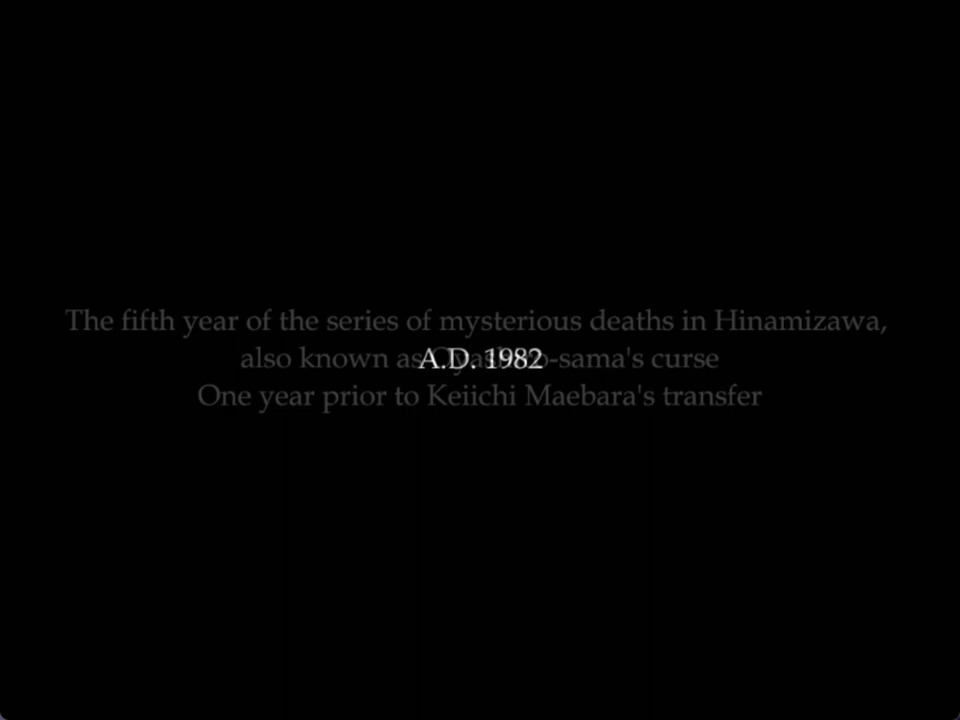 The fifth year of the series of mysterious deaths in Hinamizawa,
also known as Oyashiro-sama's curse
A.D. 1982
One year prior to Keiichi Maebara's transfer